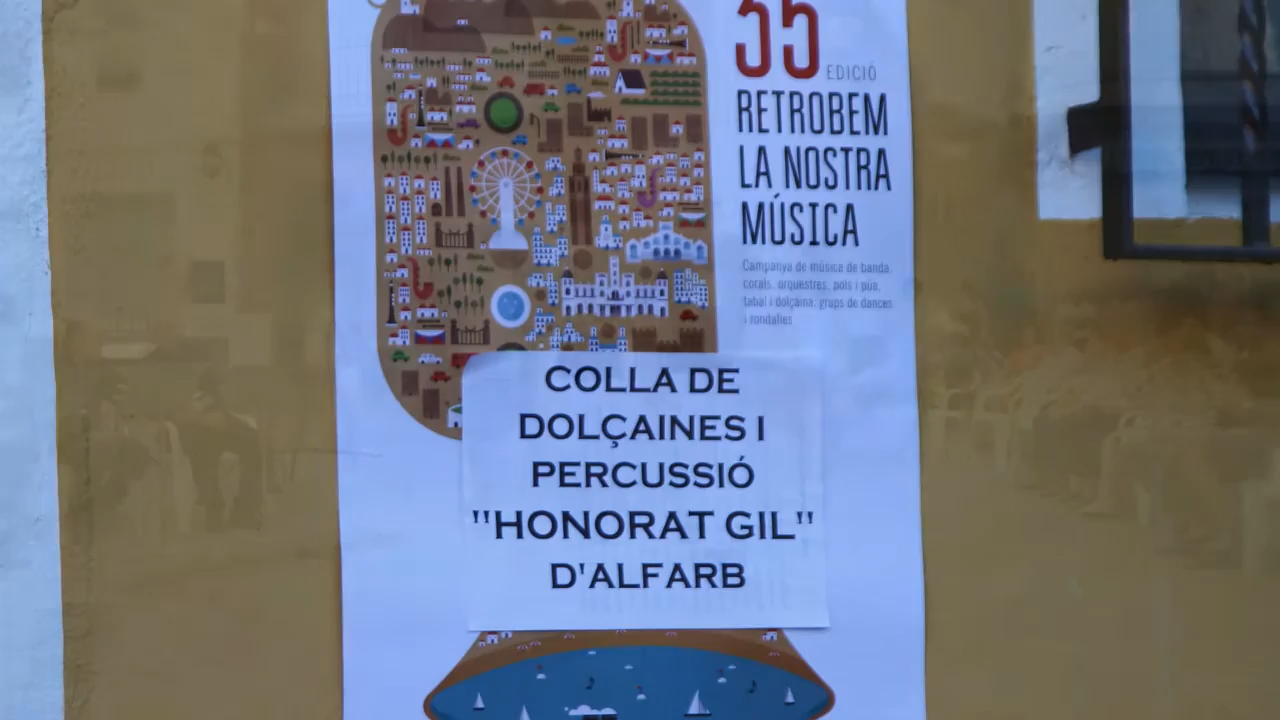 35
EDICIÓ
RETROBEM
LA NOSTRA
MÚSICA
Campanya de música de banda,
corals, orquestres, pols i pua,
tabal i dolçaina, grups de dances
i rondalles
COLLA DE
DOLÇAINES I
PERCUSSIÓ
"HONORAT GIL"
D'ALFARB